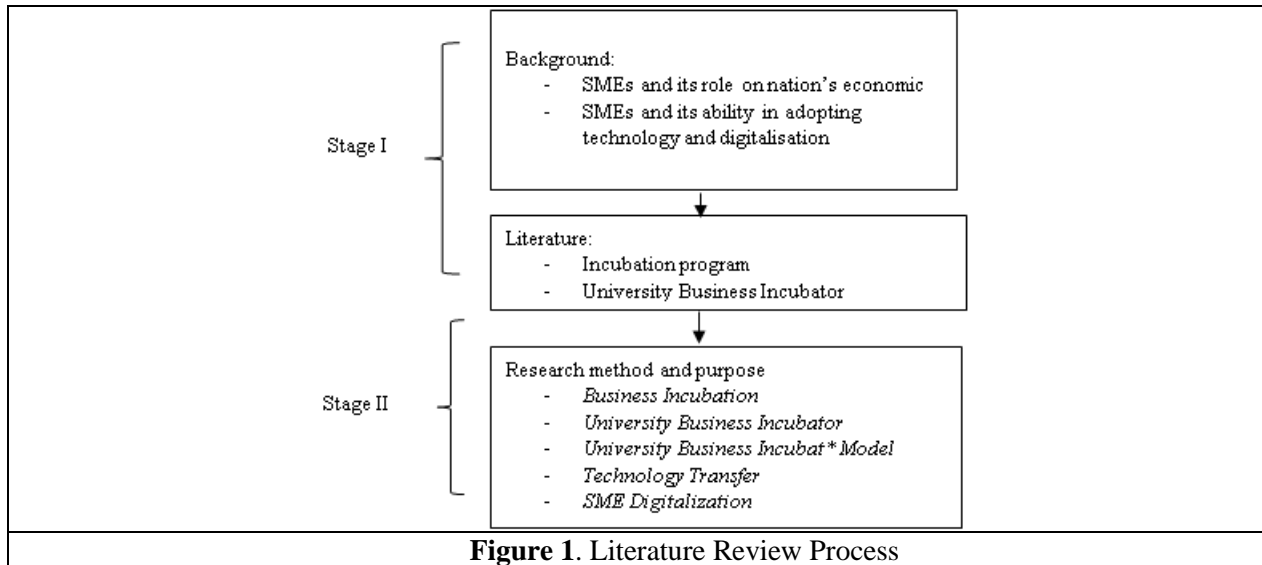 Background:
- SMEs and its role on nation's economic
- SMEs and its ability in adopting
technology and digitalisation
Stage I
Literature:
- Incubation program
- University Business Incubator
Research method and purpose
- Business Incubation
- University Business Incubator
- University Business Incubat* Model
- Technology Transfer
- SME Digitalization
Stage II
Figure 1. Literature Review Process